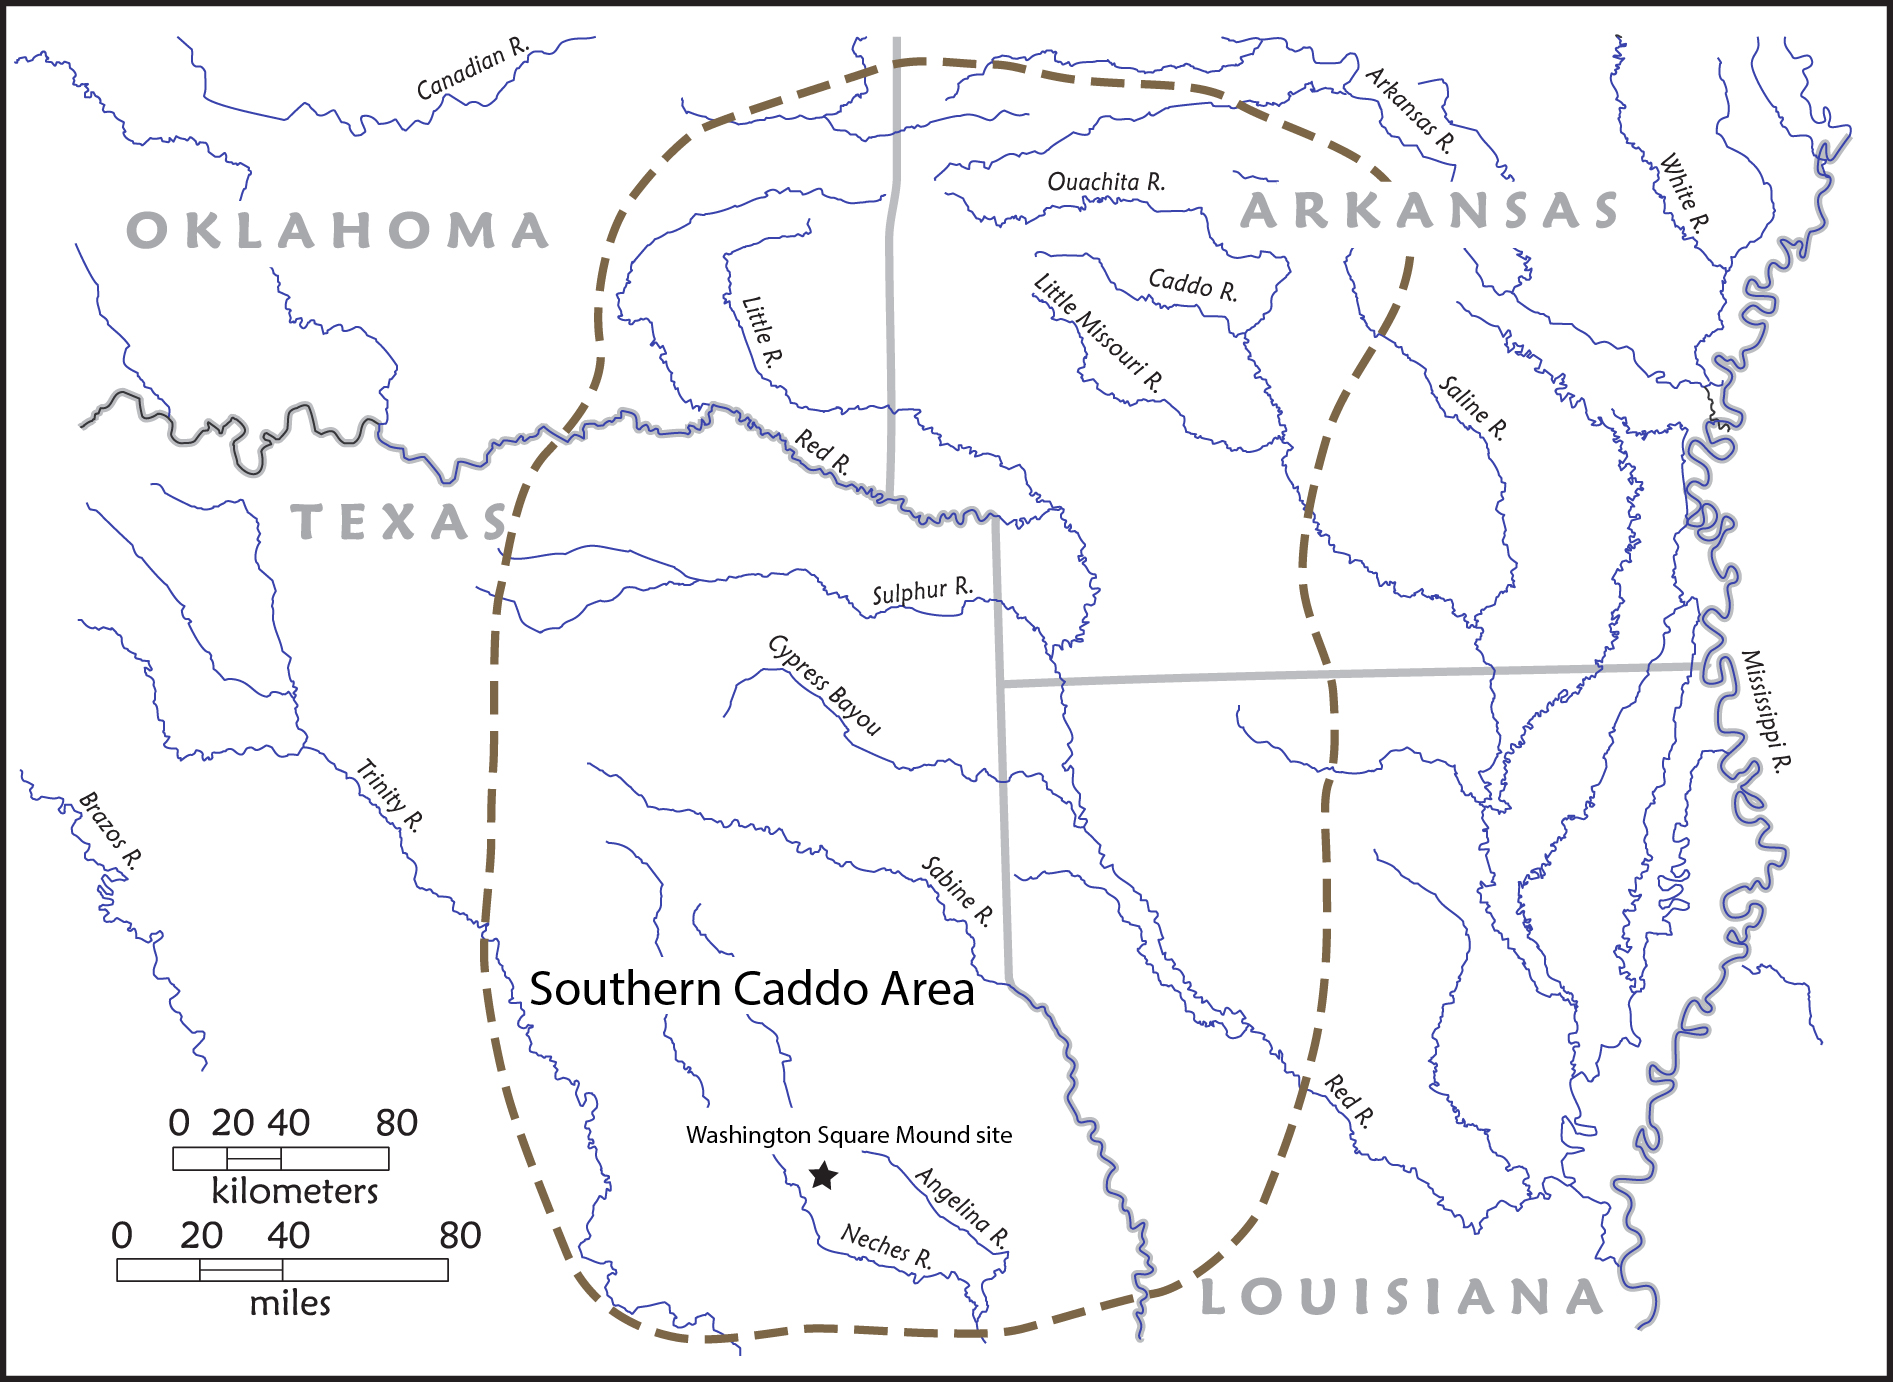 Canadian R.
Arkansas R.
White R.
Ouachita R.
ARKANSAS
OKLAHOMA
Little R.
Caddo R.
Little Missouri R.
Saline R.
Red R.
TEXAS
Sulphur R.
Cypress Bayou
Mississippi R.
Trinity R.
Brazos R.
Sabine R.
Southern Caddo Area
Red R.
Washington Square Mound site
Angelina R.
Neches R.
0 20 40 80
kilometers
0 20 40 80
miles
LOUISIANA